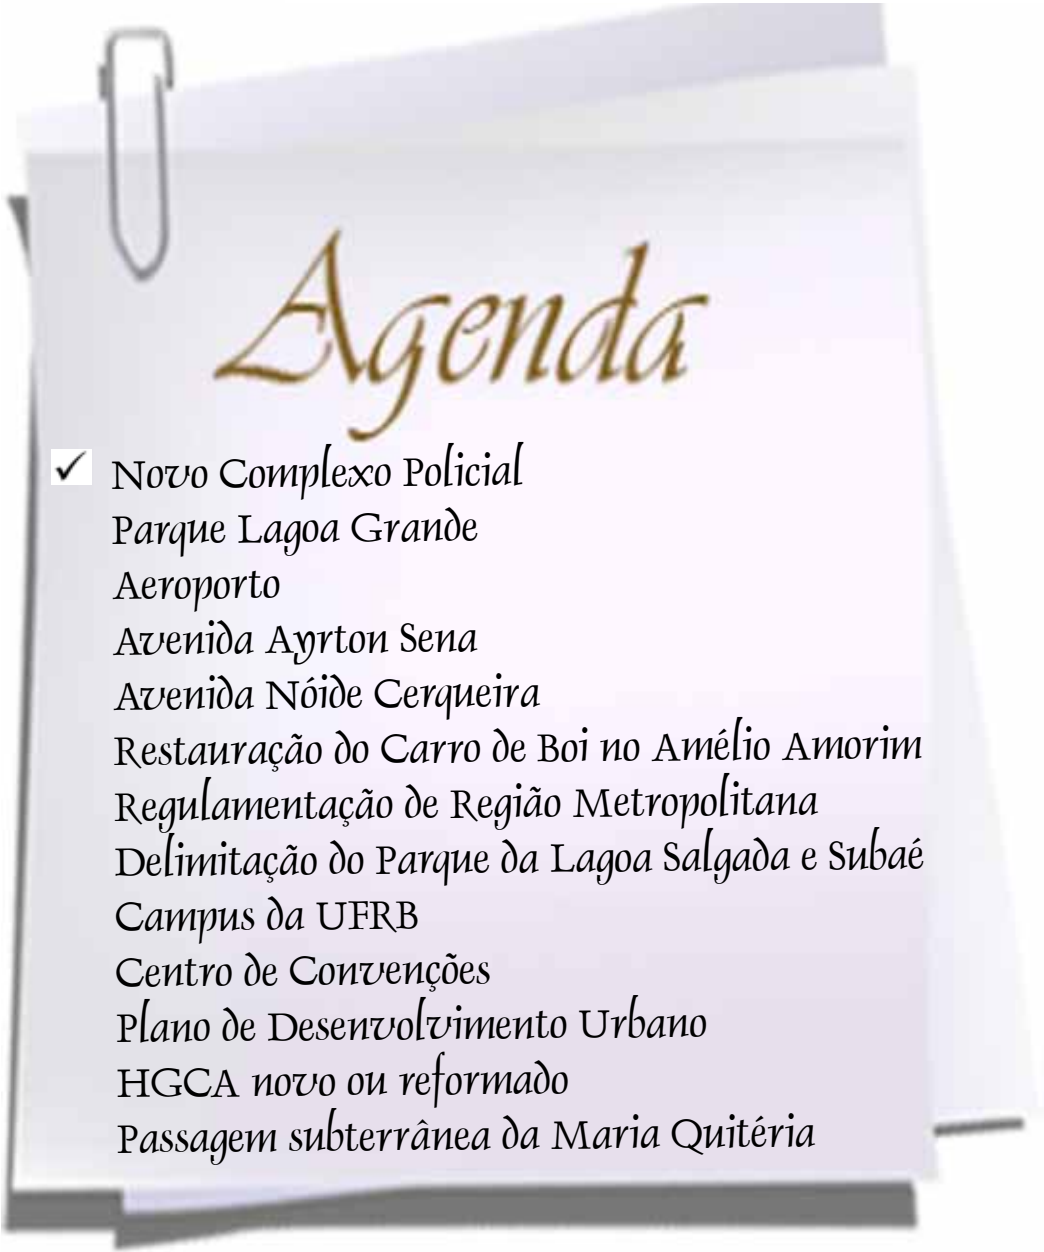 Agenda
✓ Novo Complexo Policial
Parque Lagoa Grande
Aeroporto
Avenida Ayrton Sena
Avenida Nóide Cerqueira
Restauração do Carro de Boi no Amélio Amorim
Regulamentação de Região Metropolitana
Delimitação do Parque da Lagoa Salgada e Subaé
Campus da UFRB
Centro de Convenções
Plano de Desenvolvimento Urbano
HGCA novo ou reformado
Passagem subterrânea da Maria Quitéria